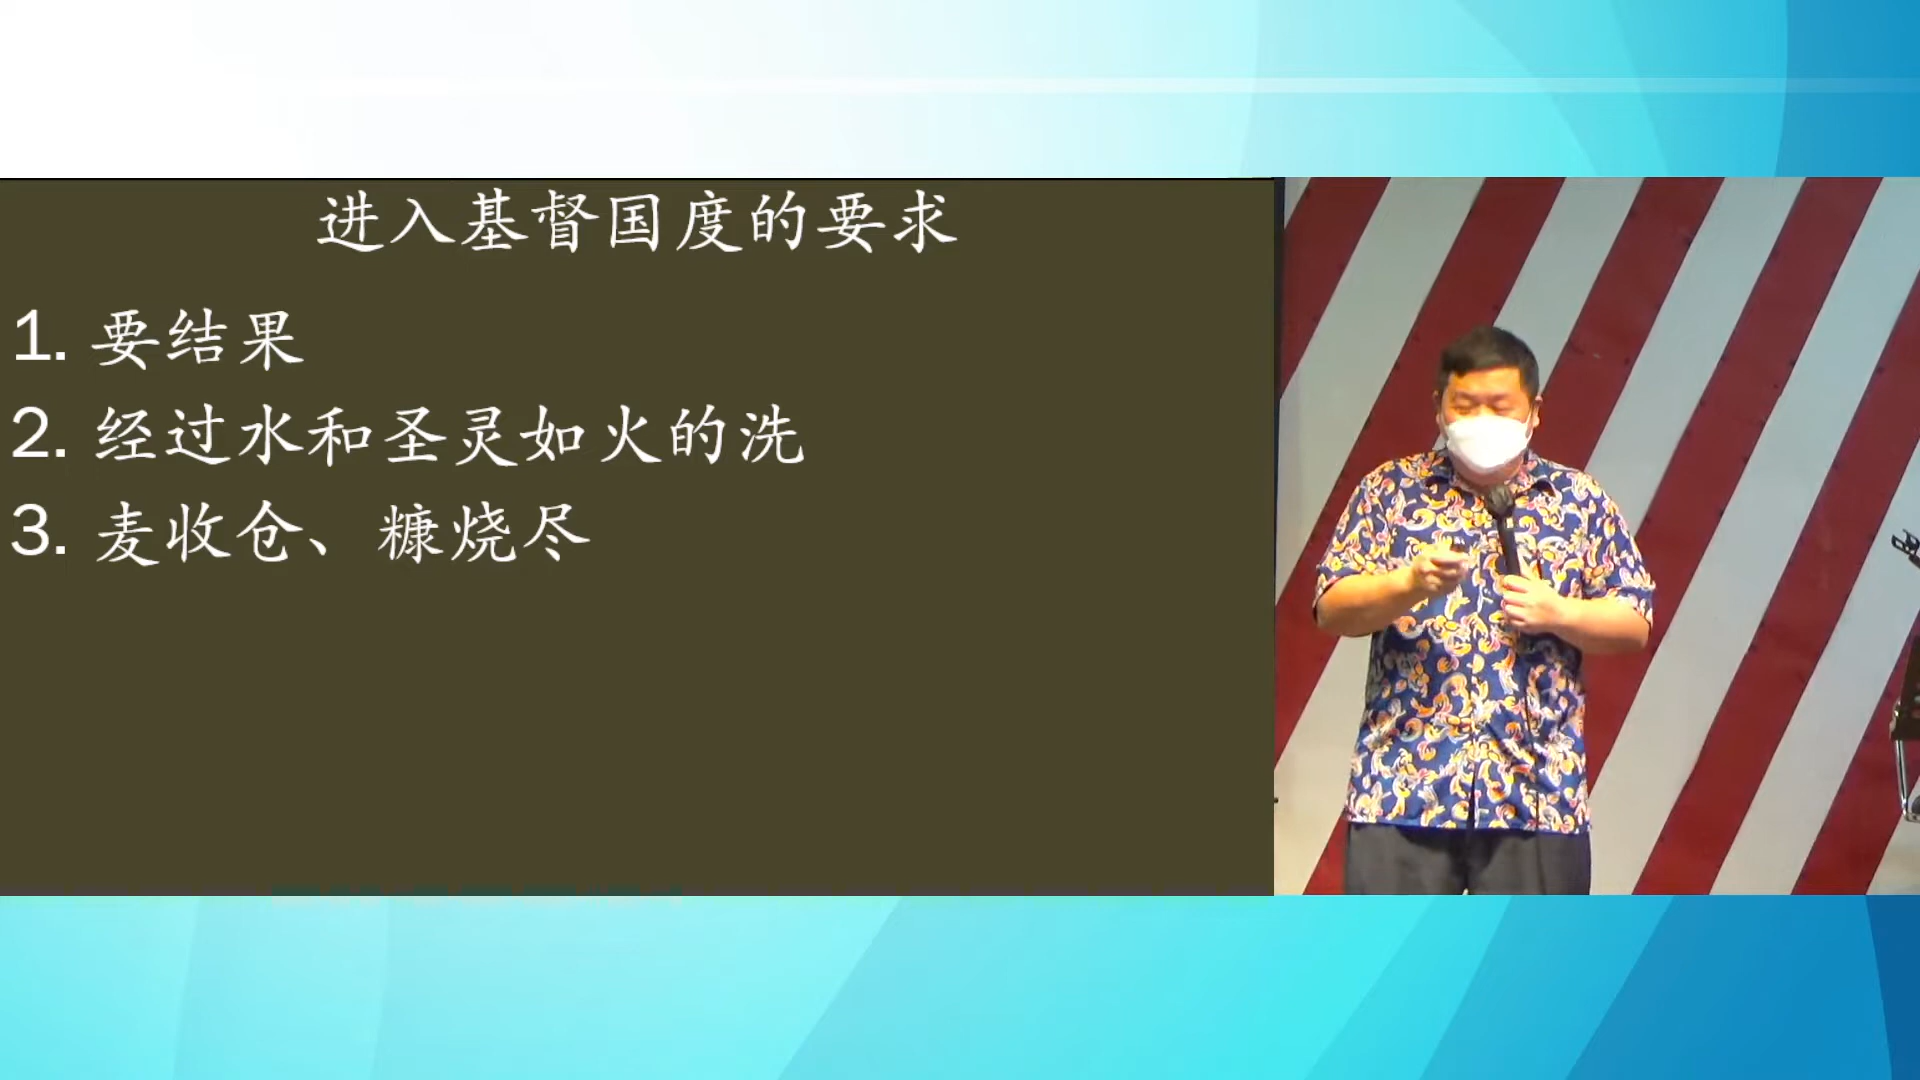 进入基督国度的要求
1. 要结果
2. 经过水和圣灵如火的洗
3. 麦收仓、糠烧尽